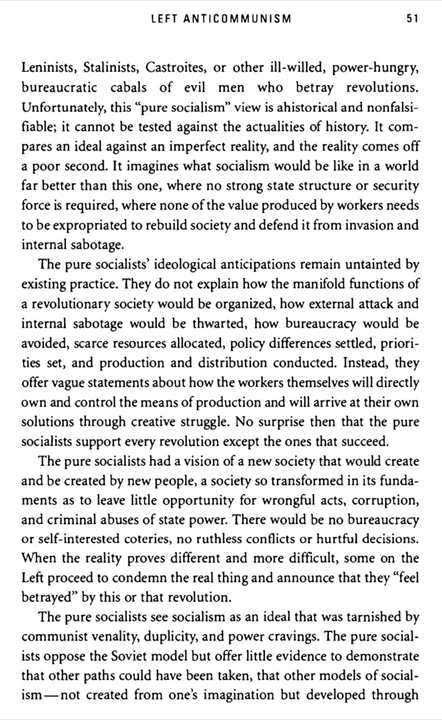 LEFT ANTICOMMUNISM 51
Leninists, Stalinists, Castroites, or other ill-willed, power-hungry,
bureaucratic cabals of evil men who betray revolutions.
Unfortunately, this “pure socialism” view is ahistorical and nonfalsi-
fiable; it cannot be tested against the actualities of history. It com-
pares an ideal against an imperfect reality, and the reality comes off
a poor second. It imagines what socialism would be like in a world
far better than this one, where no strong state structure or security
force is required, where none of the value produced by workers needs
to be expropriated to rebuild society and defend it from invasion and
internal sabotage.
The pure socialists’ ideological anticipations remain untainted by
existing practice. They do not explain how the manifold functions of
a revolutionary society would be organized, how external attack and
internal sabotage would be thwarted, how bureaucracy would be
avoided, scarce resources allocated, policy differences settled, priori-
ties set, and production and distribution conducted. Instead, they
offer vague statements about how the workers themselves will directly
own and control the means of production and will arrive at their own
solutions through creative struggle. No surprise then that the pure
socialists support every revolution except the ones that succeed.
The pure socialists had a vision of a new society that would create
and be created by new people, a society so transformed in its funda-
ments as to leave little opportunity for wrongful acts, corruption,
and criminal abuses of state power. There would be no bureaucracy
or self-interested coteries, no ruthless conflicts or hurtful decisions.
When the reality proves different and more difficult, some on the
Left proceed to condemn the real thing and announce that they “feel
betrayed” by this or that revolution.
The pure socialists see socialism as an ideal that was tarnished by
communist venality, duplicity, and power cravings. The pure social-
ists oppose the Soviet model but offer little evidence to demonstrate
that other paths could have been taken, that other models of social-
ism—not created from one’s imagination but developed through